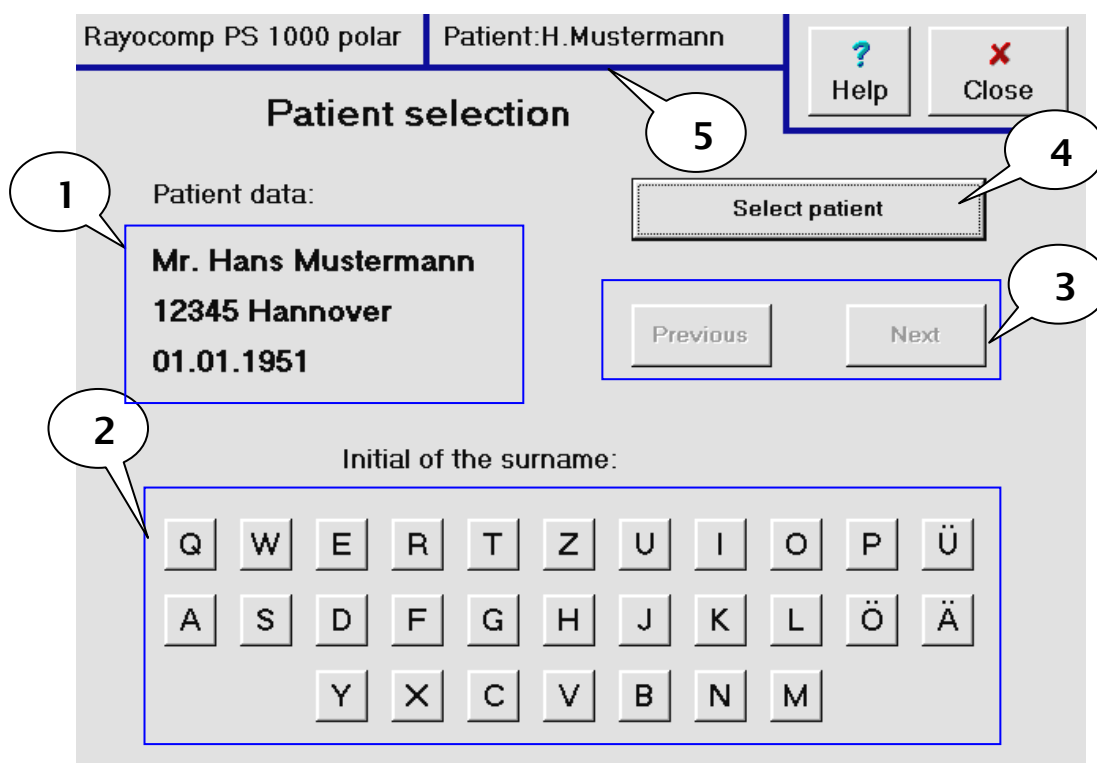 Rayocomp PS 1000 polar
Patient:H.Mustermann
? Help
X Close
Patient selection
5
4
1
Patient data:
Select patient
Mr. Hans Mustermann
12345 Hannover
01.01.1951
3
Previous
Next
2
Initial of the surname:
Q W E R T Z U I O P Ü
A S D F G H J K L Ö Ä
Y X C V B N M